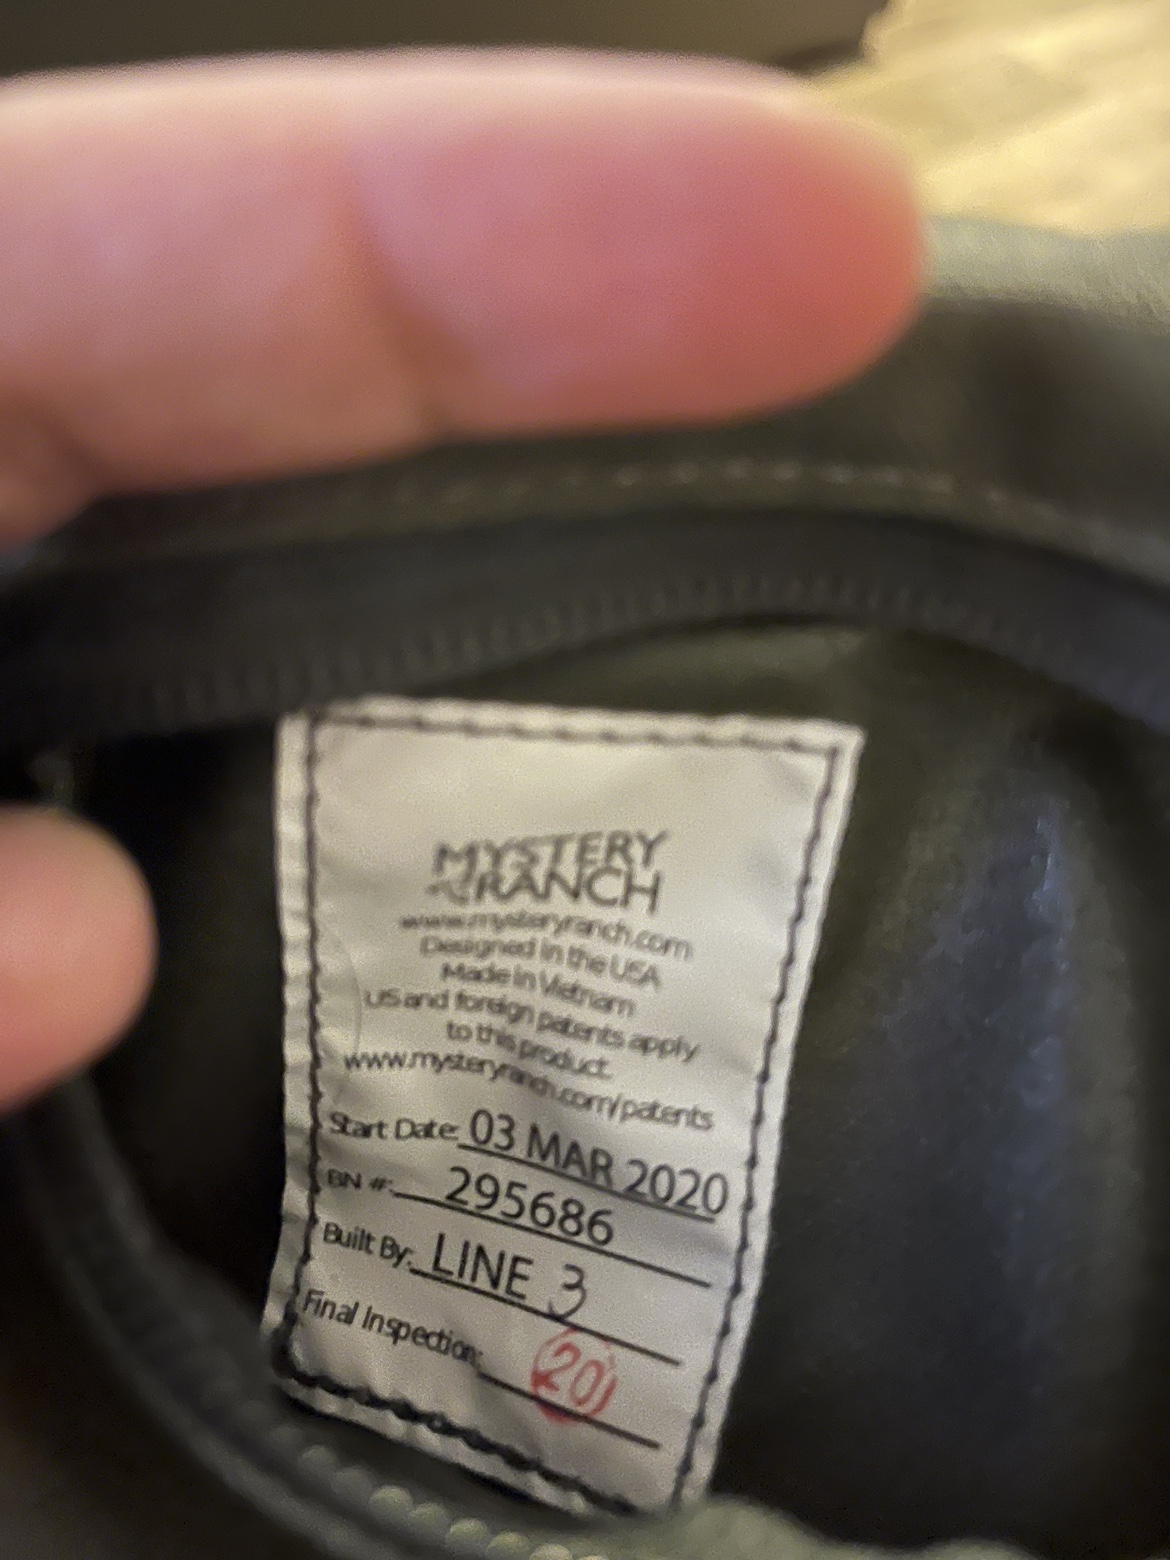 MYSTERY
RANCH
www.mysteryranch.com
Designed in the USA
Made in Vietnam
US and foreign patents apply
to this product.
www.mysteryranch.com/patents
Start Date: 03 MAR 2020
BN #: 295686
Built By: LINE 3
Final Inspection: 20